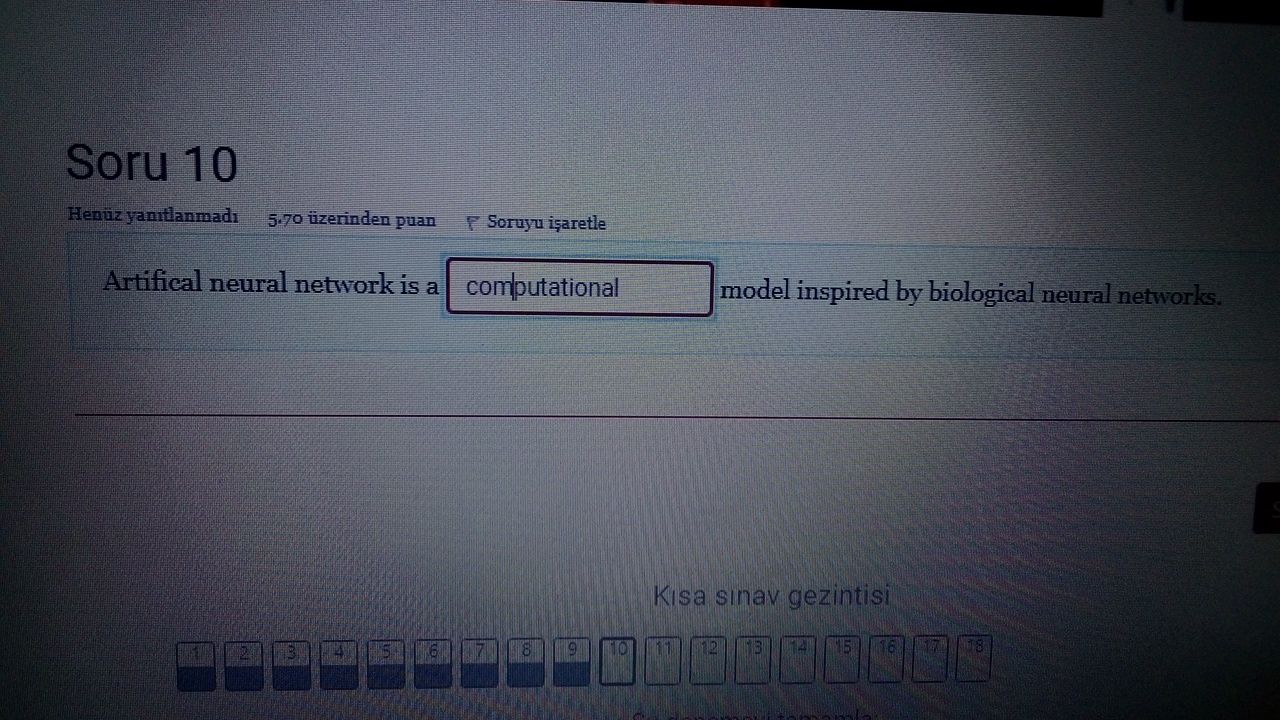 Soru 10
Henüz yanıtlanmadı 5,70 üzerinden puan Soruyu işaretle
Artifical neural network is a computational model inspired by biological neural networks.
Kısa sınav gezintisi
1 2 3 4 5 6 7 8 9 10 11 12 13 14 15 16 17 18